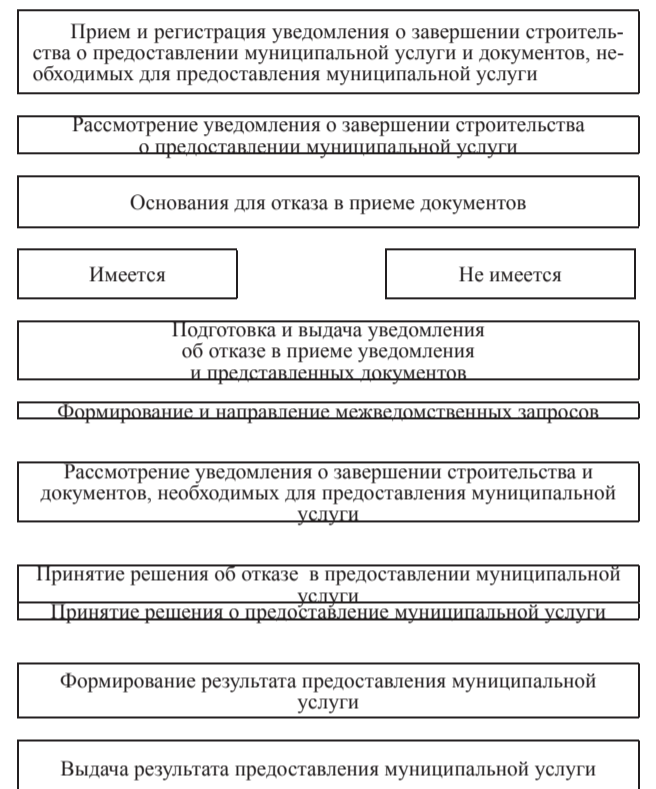 Прием и регистрация уведомления о завершении строитель-
ства о предоставлении муниципальной услуги и документов, не-
обходимых для предоставления муниципальной услуги
Рассмотрение уведомления о завершении строительства
о предоставлении муниципальной услуги
Основания для отказа в приеме документов
Имеется
Не имеется
Подготовка и выдача уведомления
об отказе в приеме уведомления
и представленных документов
Формирование и направление межведомственных запросов
Рассмотрение уведомления о завершении строительства и
документов, необходимых для предоставления муниципальной
услуги
Принятие решения об отказе в предоставлении муниципальной
услуги
Принятие решения о предоставление муниципальной услуги
Формирование результата предоставления муниципальной
услуги
Выдача результата предоставления муниципальной услуги